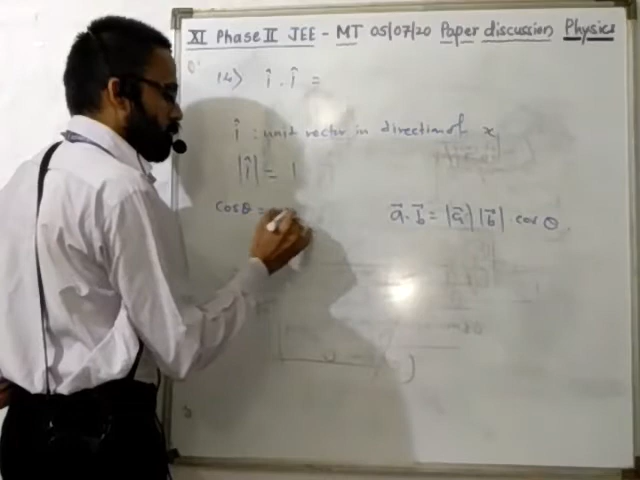 XI Phase II JEE - MT 05/07/20 Paper discussion Physics
14) î . î =
î : unit vector in direction of x
|î| = 1
cosθ = a⃗ . b⃗ = |a⃗| |b⃗| cos θ